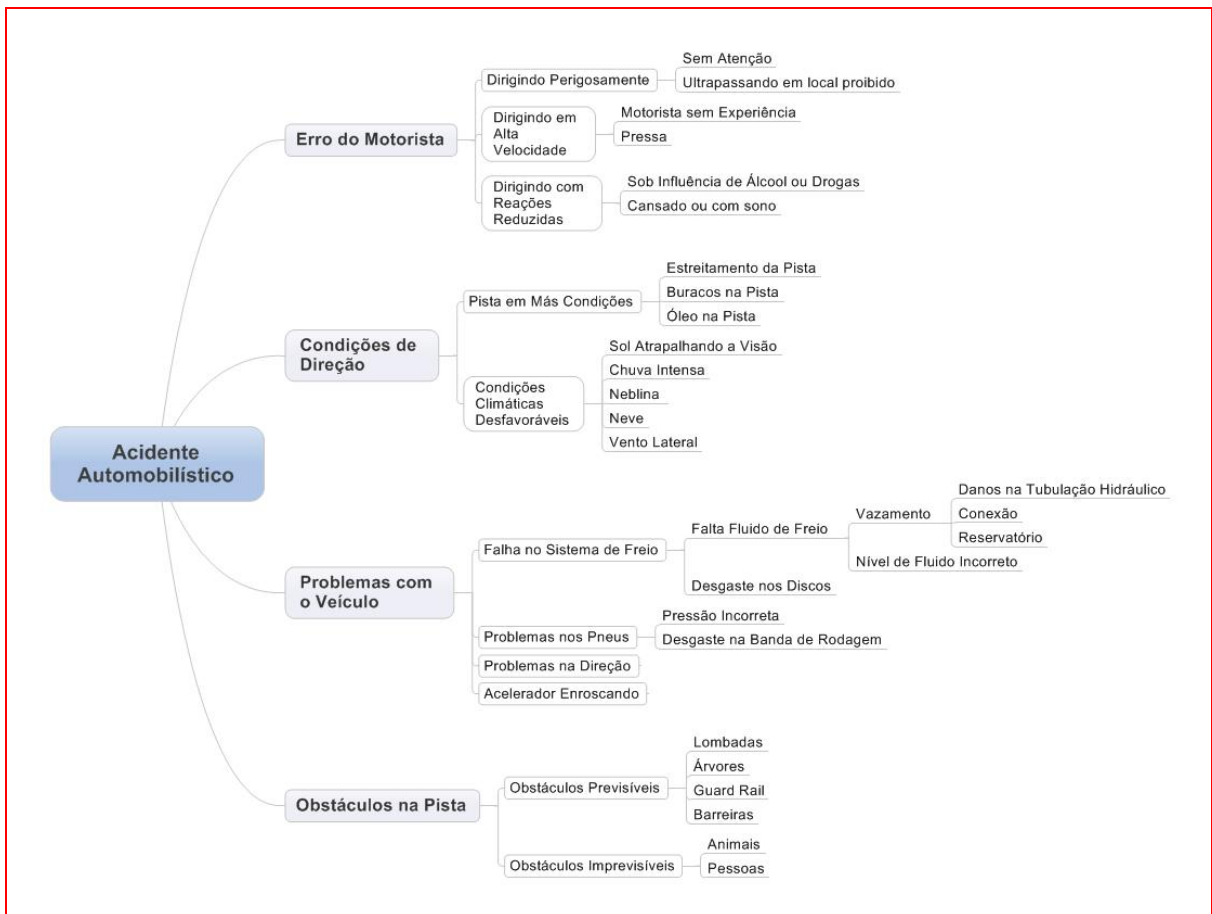 Acidente
Automobilístico
Erro do Motorista
Dirigindo Perigosamente
Sem Atenção
Ultrapassando em local proibido
Dirigindo em
Alta
Velocidade
Motorista sem Experiência
Pressa
Dirigindo com
Reações
Reduzidas
Sob Influência de Álcool ou Drogas
Cansado ou com sono
Condições de
Direção
Pista em Más Condições
Estreitamento da Pista
Buracos na Pista
Óleo na Pista
Condições
Climáticas
Desfavoráveis
Sol Atrapalhando a Visão
Chuva Intensa
Neblina
Neve
Vento Lateral
Problemas com
o Veículo
Falha no Sistema de Freio
Falta Fluido de Freio
Vazamento
Danos na Tubulação Hidráulico
Conexão
Reservatório
Nível de Fluido Incorreto
Desgaste nos Discos
Problemas nos Pneus
Pressão Incorreta
Desgaste na Banda de Rodagem
Problemas na Direção
Acelerador Enroscando
Obstáculos na Pista
Obstáculos Previsíveis
Lombadas
Árvores
Guard Rail
Barreiras
Obstáculos Imprevisíveis
Animais
Pessoas